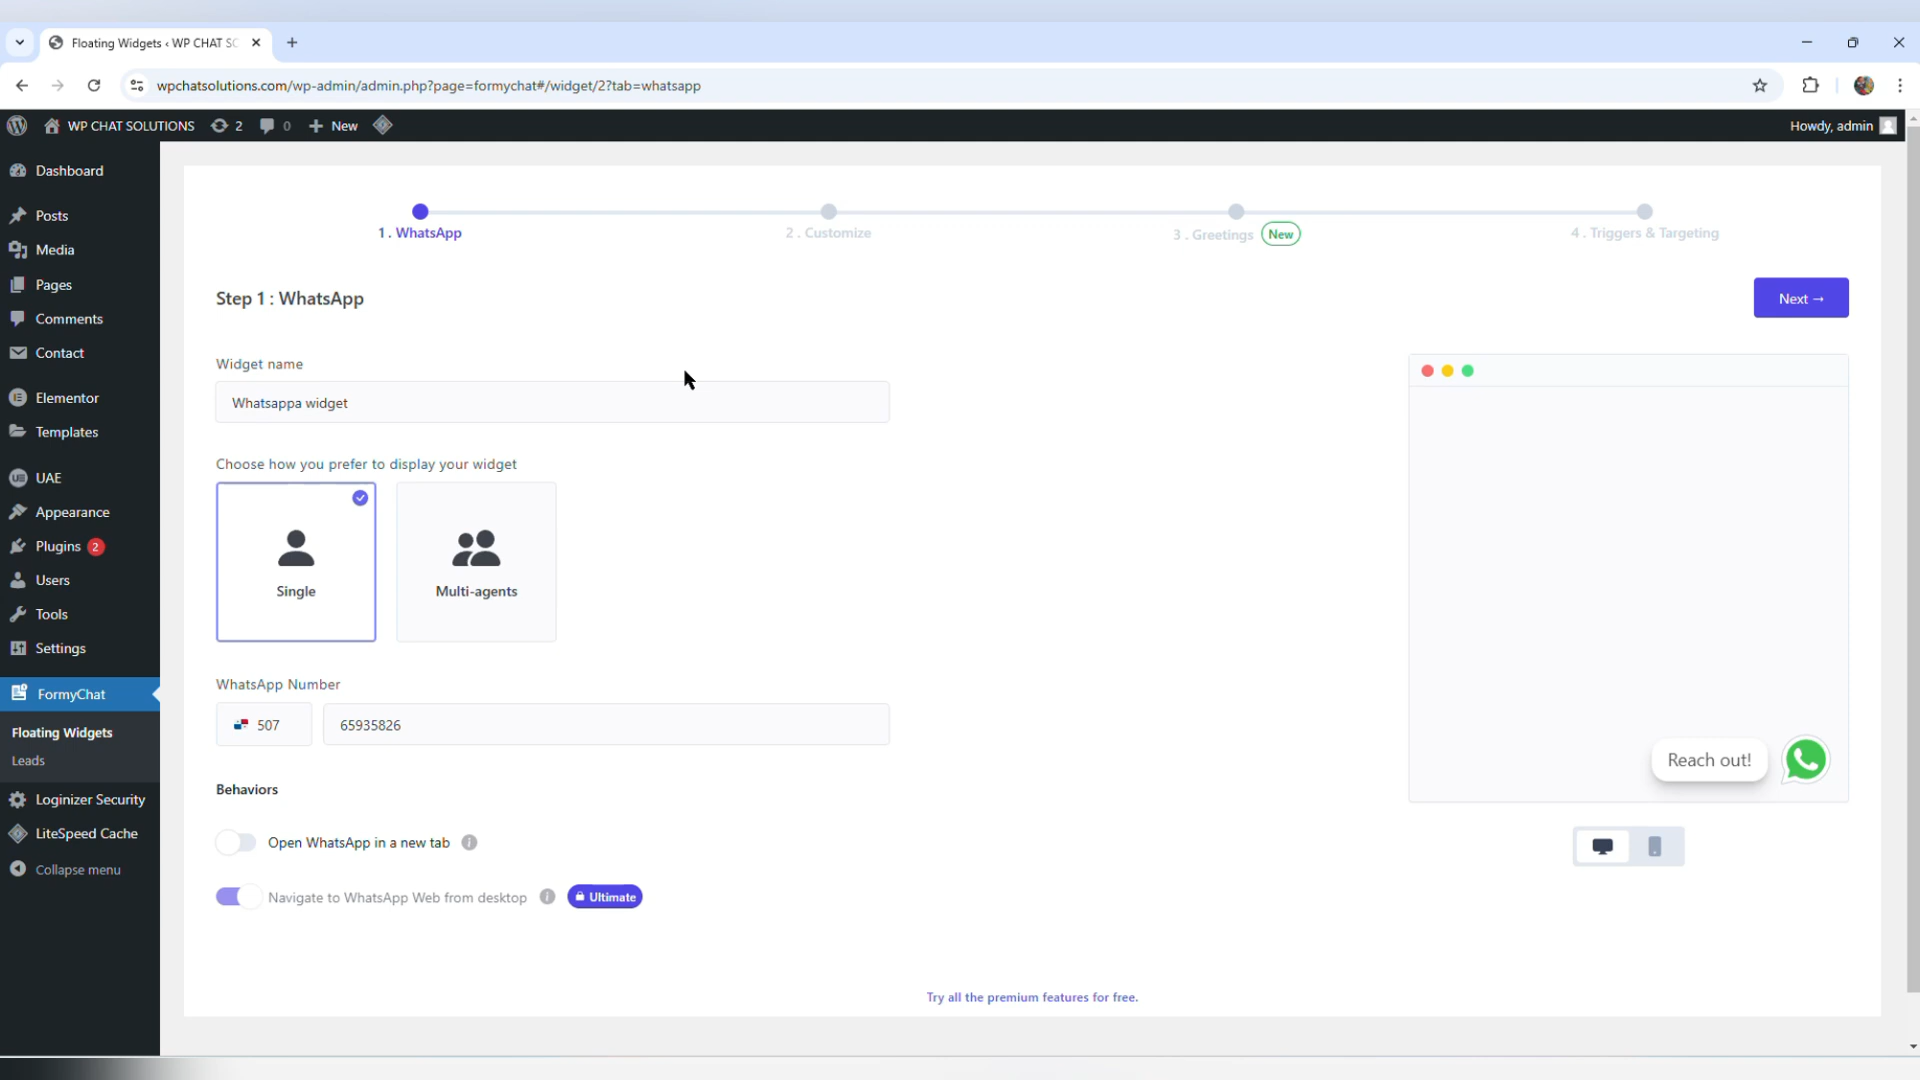 Floating Widgets ‹ WP CHAT SO
wpchatsolutions.com/wp-admin/admin.php?page=formychat#/widget/2?tab=whatsapp
WP CHAT SOLUTIONS 2 0 New
Howdy, admin
Dashboard
Posts
Media
Pages
Comments
Contact
Elementor
Templates
UAE
Appearance
Plugins 2
Users
Tools
Settings
FormyChat
Floating Widgets
Leads
Loginizer Security
LiteSpeed Cache
Collapse menu
1. WhatsApp
2. Customize
3. Greetings New
4. Triggers & Targeting
Step 1 : WhatsApp
Next →
Widget name
Whatsappa widget
Choose how you prefer to display your widget
Single
Multi-agents
WhatsApp Number
507 65935826
Behaviors
Open WhatsApp in a new tab
Navigate to WhatsApp Web from desktop Ultimate
Reach out!
Try all the premium features for free.